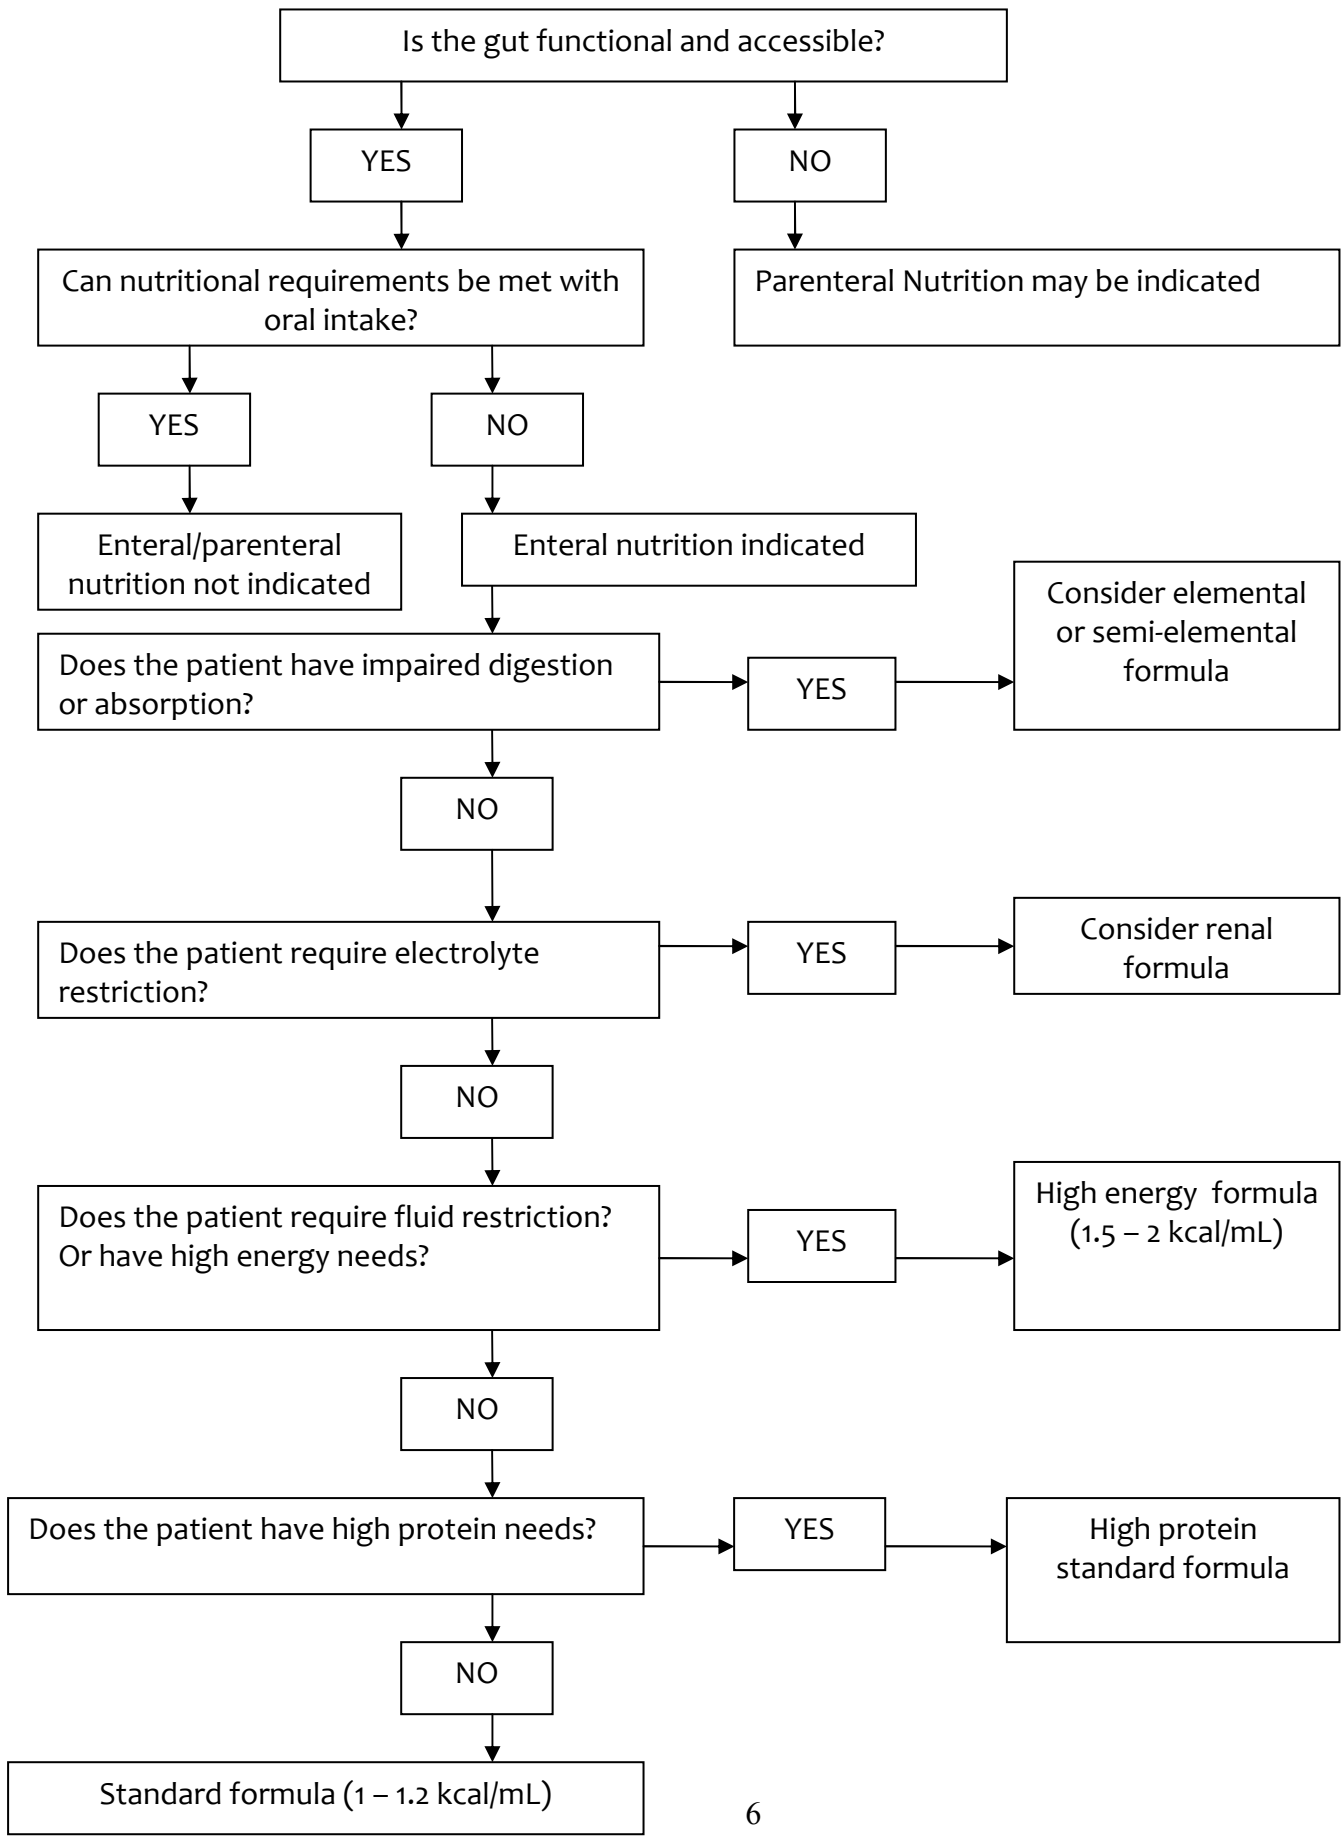 Is the gut functional and accessible?
YES
NO
Can nutritional requirements be met with
oral intake?
Parenteral Nutrition may be indicated
YES
NO
Enteral/parenteral
nutrition not indicated
Enteral nutrition indicated
Consider elemental
or semi-elemental
formula
Does the patient have impaired digestion
or absorption?
YES
NO
Does the patient require electrolyte
restriction?
YES
Consider renal
formula
NO
Does the patient require fluid restriction?
Or have high energy needs?
YES
High energy  formula
(1.5 – 2 kcal/mL)
NO
Does the patient have high protein needs?
YES
High protein
standard formula
NO
Standard formula (1 – 1.2 kcal/mL)
6